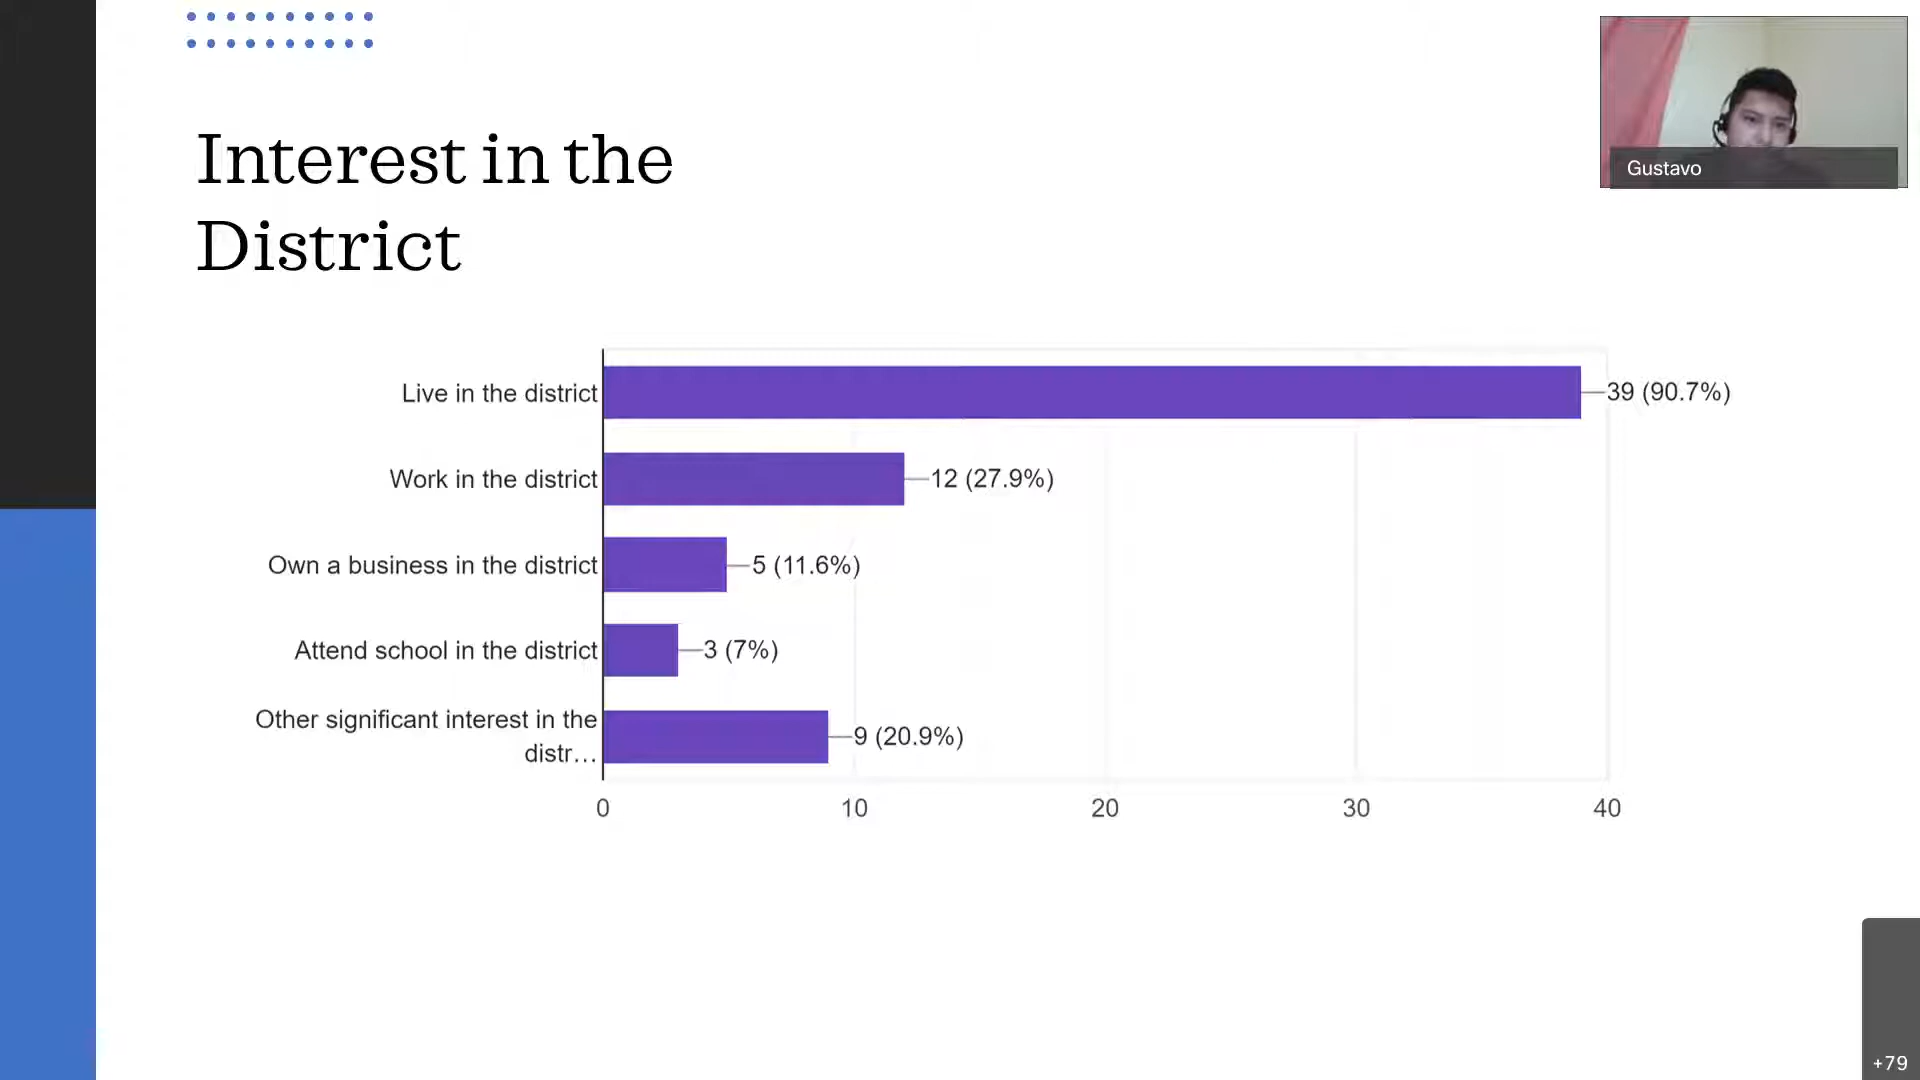 Gustavo
Interest in the
District
Live in the district
39 (90.7%)
Work in the district
12 (27.9%)
Own a business in the district
5 (11.6%)
Attend school in the district
3 (7%)
Other significant interest in the
distr…
9 (20.9%)
0 10 20 30 40
+79